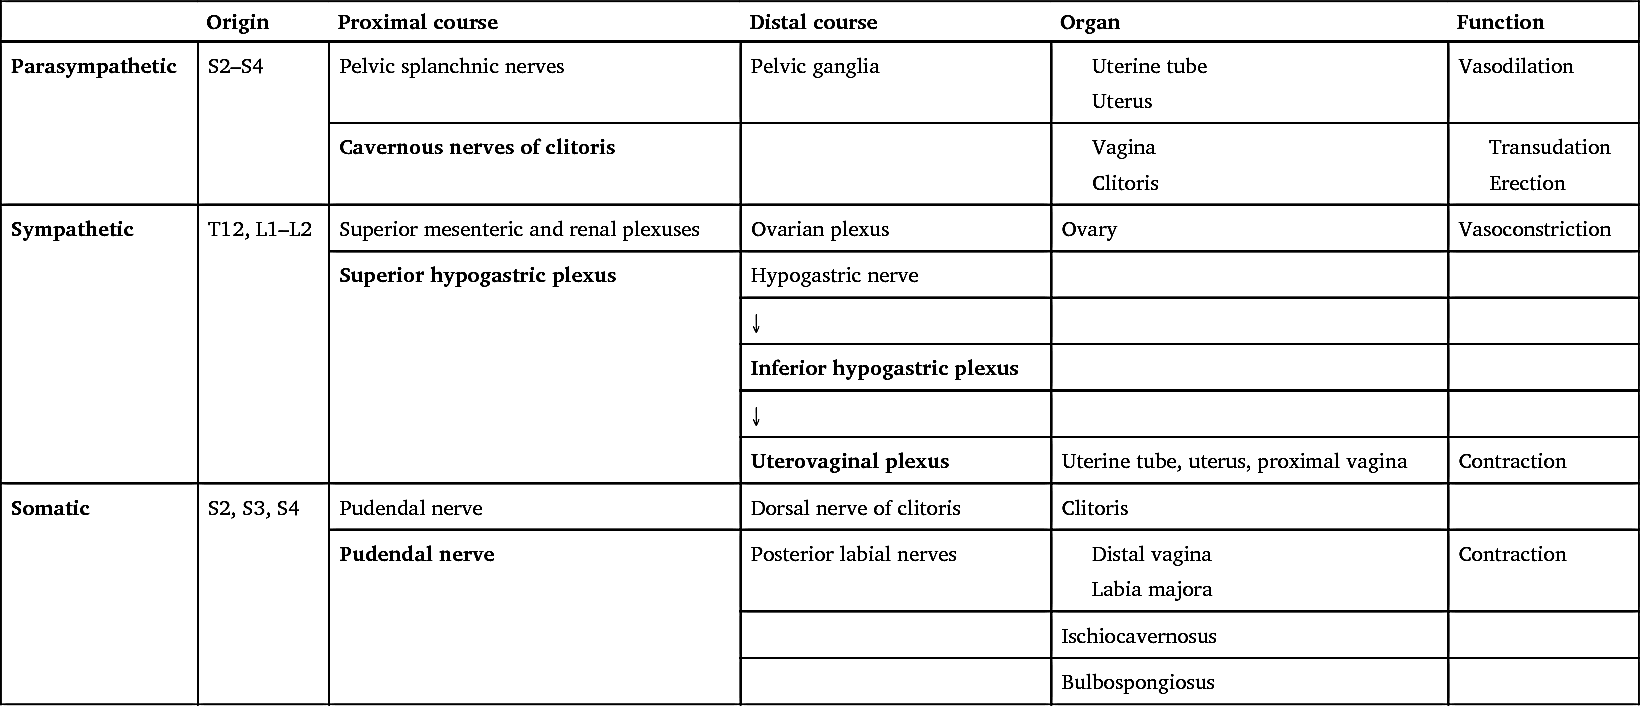 Origin Proximal course Distal course Organ Function
Parasympathetic S2–S4 Pelvic splanchnic nerves Pelvic ganglia Uterine tube Vasodilation
Uterus
Cavernous nerves of clitoris Vagina Transudation
Clitoris Erection
Sympathetic T12, L1–L2 Superior mesenteric and renal plexuses Ovarian plexus Ovary Vasoconstriction
Superior hypogastric plexus Hypogastric nerve
↓
Inferior hypogastric plexus
↓
Uterovaginal plexus Uterine tube, uterus, proximal vagina Contraction
Somatic S2, S3, S4 Pudendal nerve Dorsal nerve of clitoris Clitoris
Pudendal nerve Posterior labial nerves Distal vagina Contraction
Labia majora
Ischiocavernosus
Bulbospongiosus